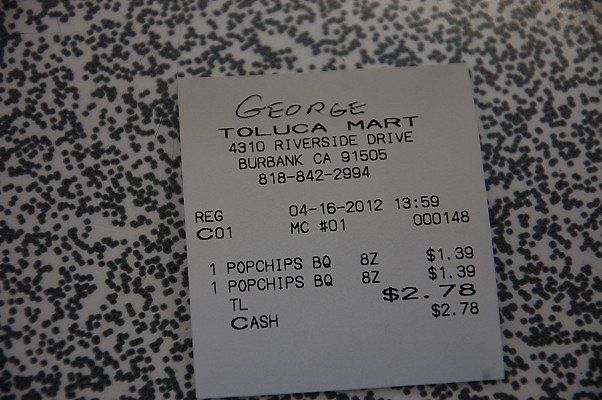 GEORGE
TOLUCA MART
4310 RIVERSIDE DRIVE
BURBANK CA 91505
818-842-2994
REG 04-16-2012 13:59
C01 MC #01 000148
1 POPCHIPS BQ 8Z $1.39
1 POPCHIPS BQ 8Z $1.39
TL $2.78
CASH $2.78